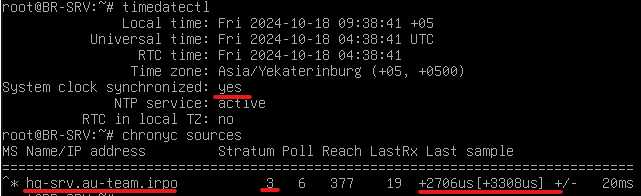 root@BR-SRV:~# timedatectl
Local time: Fri 2024-10-18 09:38:41 +05
Universal time: Fri 2024-10-18 04:38:41 UTC
RTC time: Fri 2024-10-18 04:38:41
Time zone: Asia/Yekaterinburg (+05, +0500)
System clock synchronized: yes
NTP service: active
RTC in local TZ: no
root@BR-SRV:~# chronyc sources
MS Name/IP address Stratum Poll Reach LastRx Last sample
===============================================================================
^* hq-srv.au-team.irpo 3 6 377 19 +2706us[+3308us] +/- 20ms